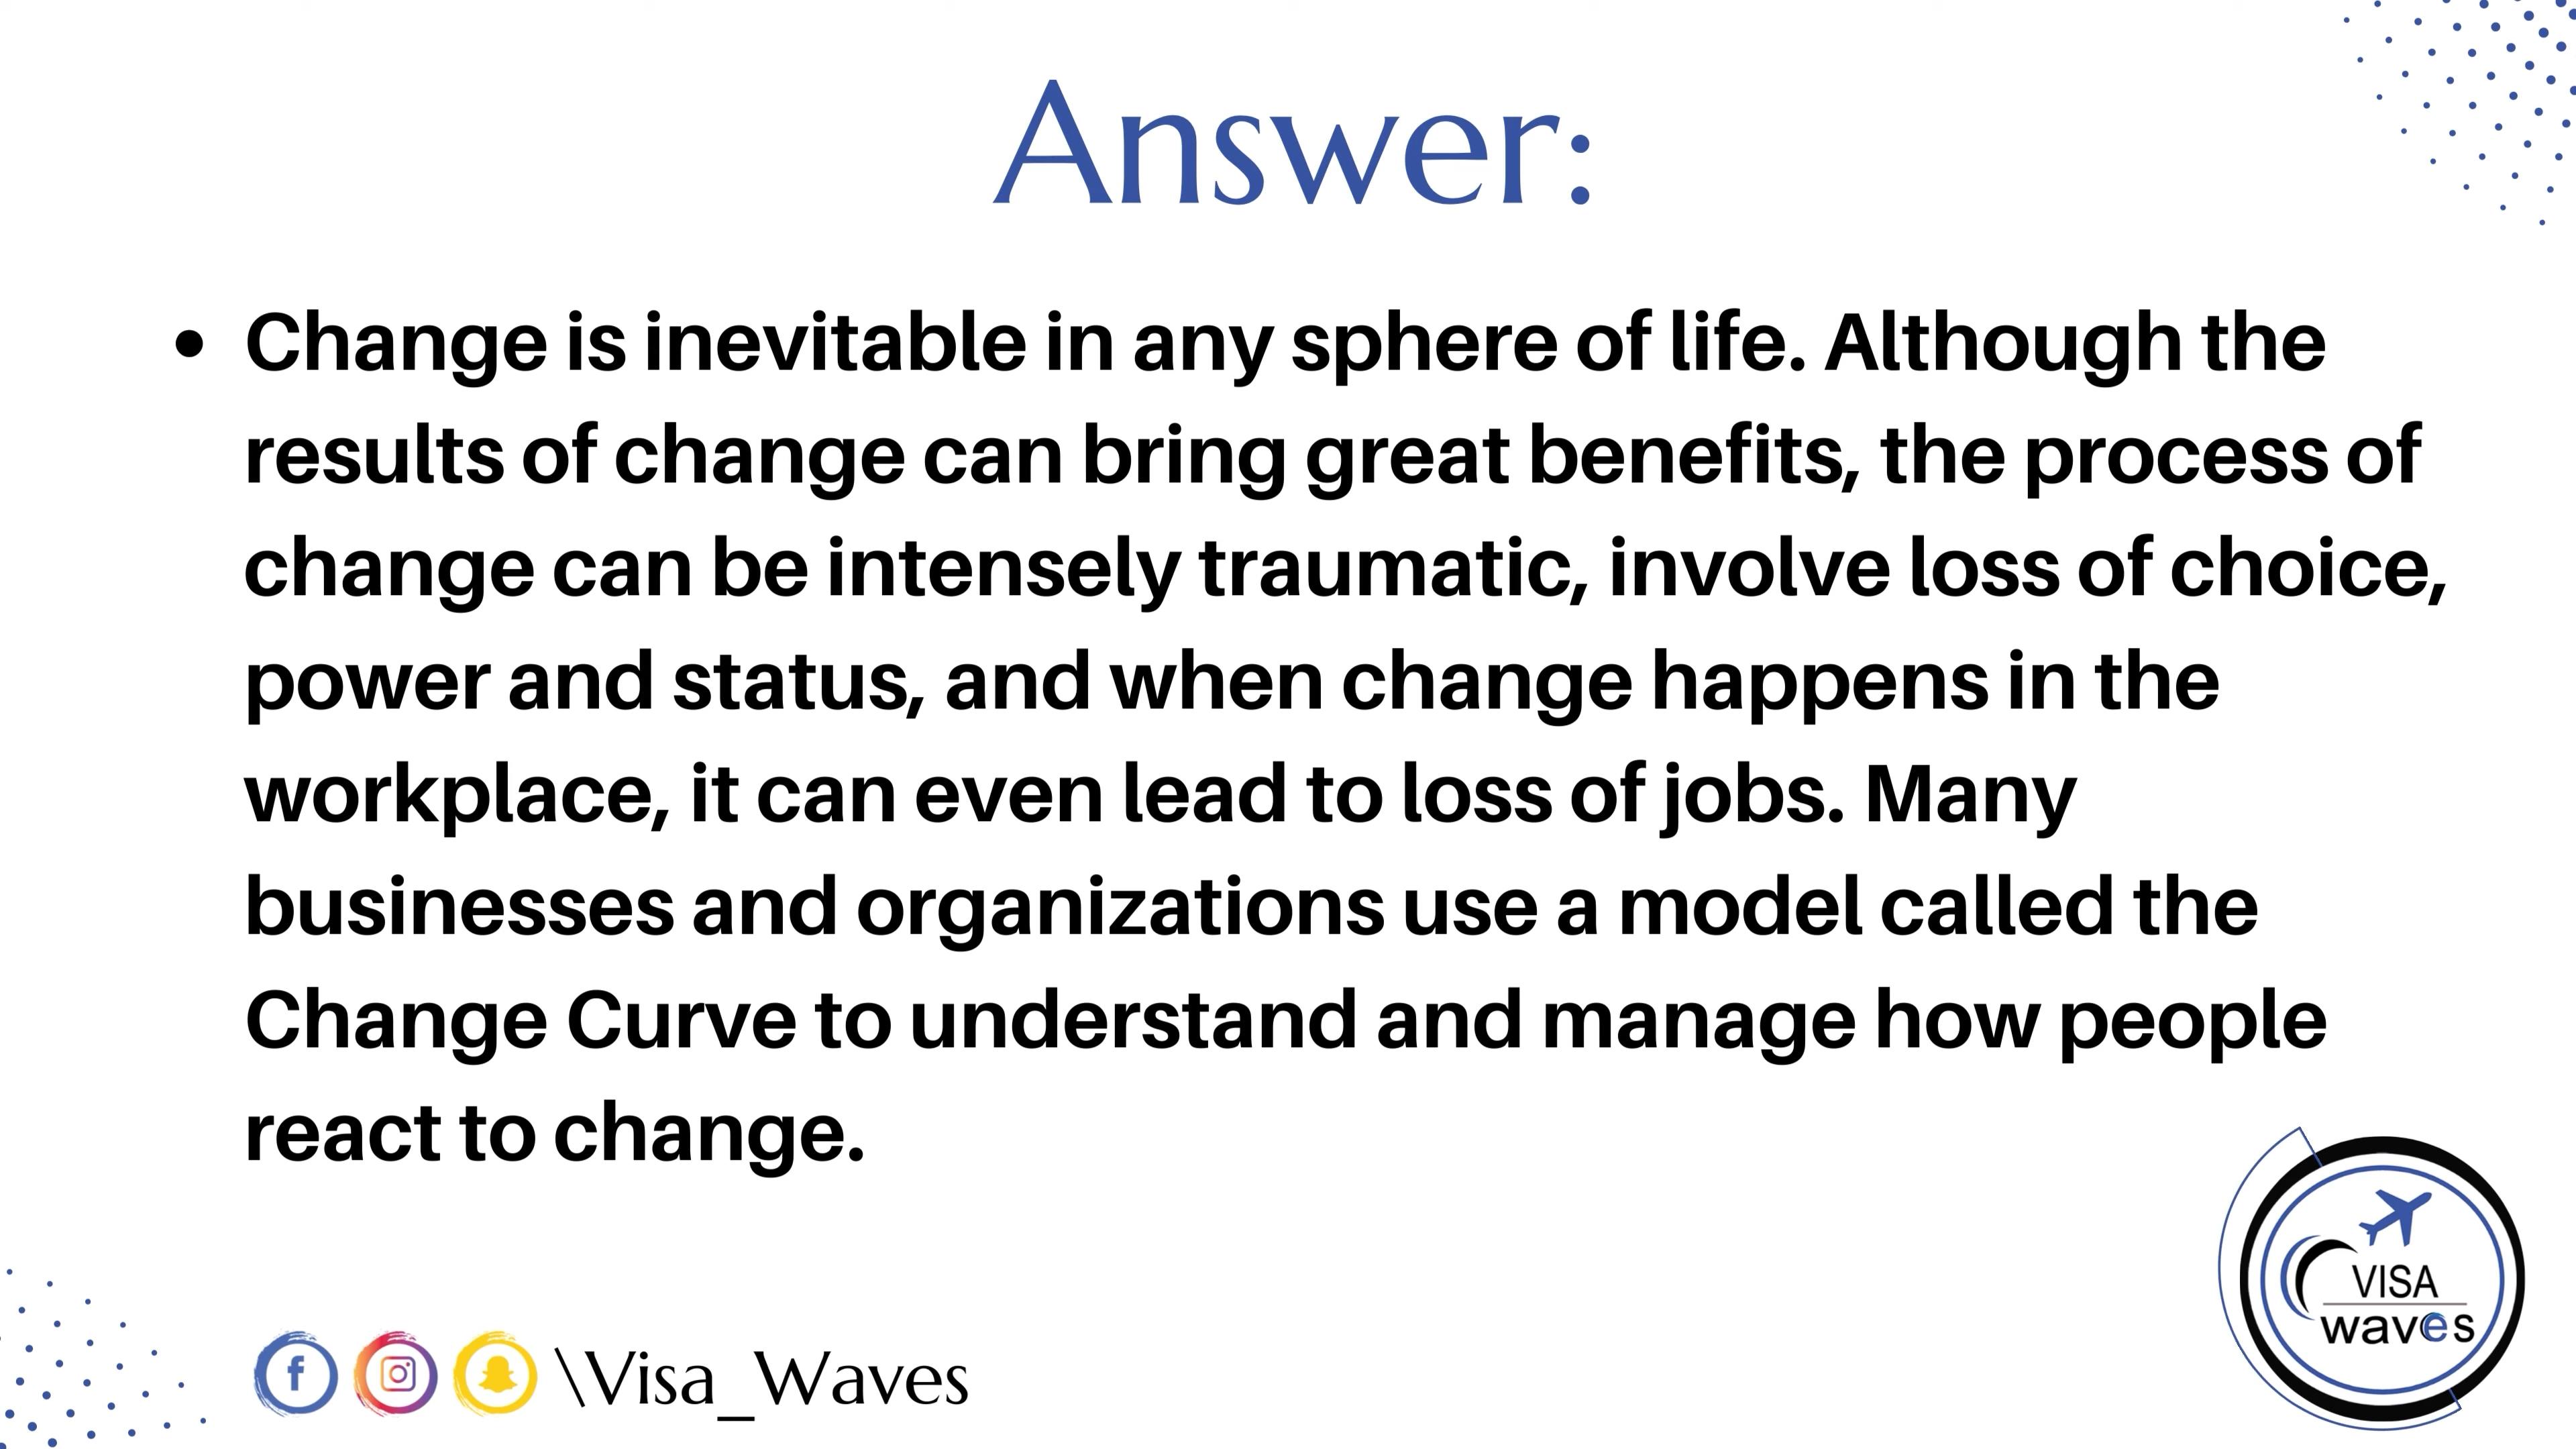 Answer:
• Change is inevitable in any sphere of life. Although the
results of change can bring great benefits, the process of
change can be intensely traumatic, involve loss of choice,
power and status, and when change happens in the
workplace, it can even lead to loss of jobs. Many
businesses and organizations use a model called the
Change Curve to understand and manage how people
react to change.
VISA
waves
\Visa_Waves